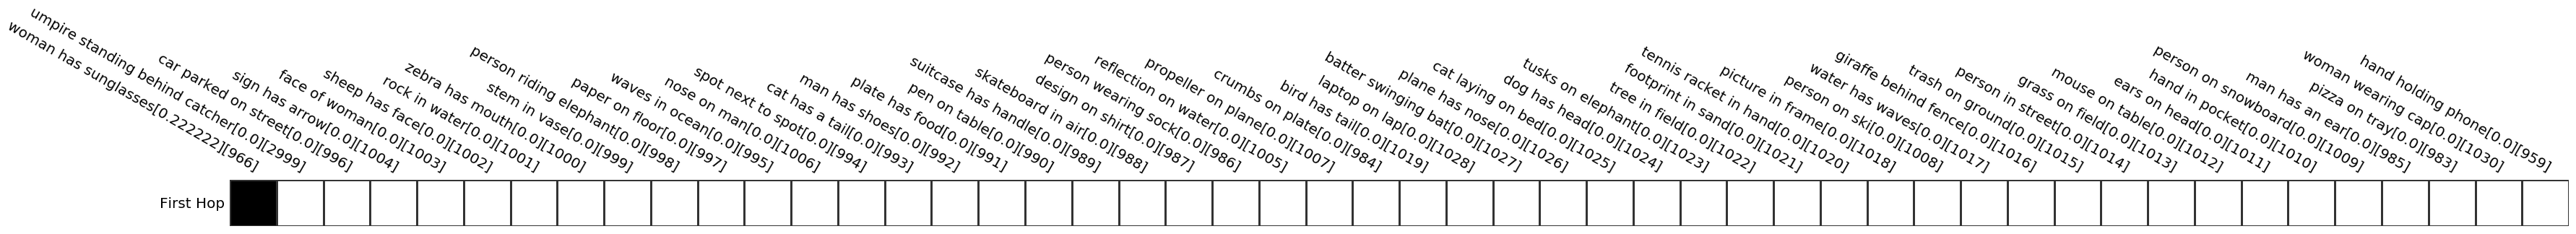 woman has sunglasses[0.222222][966]
umpire standing behind catcher[0.0][2999]
car parked on street[0.0][996]
sign has arrow[0.0][1004]
face of woman[0.0][1003]
sheep has face[0.0][1002]
rock in water[0.0][1001]
zebra has mouth[0.0][1000]
stem in vase[0.0][999]
person riding elephant[0.0][998]
paper on floor[0.0][997]
waves in ocean[0.0][995]
nose on man[0.0][1006]
spot next to spot[0.0][994]
cat has a tail[0.0][993]
man has shoes[0.0][992]
plate has food[0.0][991]
pen on table[0.0][990]
suitcase has handle[0.0][989]
skateboard in air[0.0][988]
design on shirt[0.0][987]
person wearing sock[0.0][986]
reflection on water[0.0][1005]
propeller on plane[0.0][1007]
crumbs on plate[0.0][984]
bird has tail[0.0][1019]
laptop on lap[0.0][1028]
batter swinging bat[0.0][1027]
plane has nose[0.0][1026]
cat laying on bed[0.0][1025]
dog has head[0.0][1024]
tusks on elephant[0.0][1023]
tree in field[0.0][1022]
footprint in sand[0.0][1021]
tennis racket in hand[0.0][1020]
picture in frame[0.0][1018]
person on ski[0.0][1008]
water has waves[0.0][1017]
giraffe behind fence[0.0][1016]
trash on ground[0.0][1015]
person in street[0.0][1014]
grass on field[0.0][1013]
mouse on table[0.0][1012]
ears on head[0.0][1011]
hand in pocket[0.0][1010]
person on snowboard[0.0][1009]
man has an ear[0.0][985]
pizza on tray[0.0][983]
woman wearing cap[0.0][1030]
hand holding phone[0.0][959]
First Hop